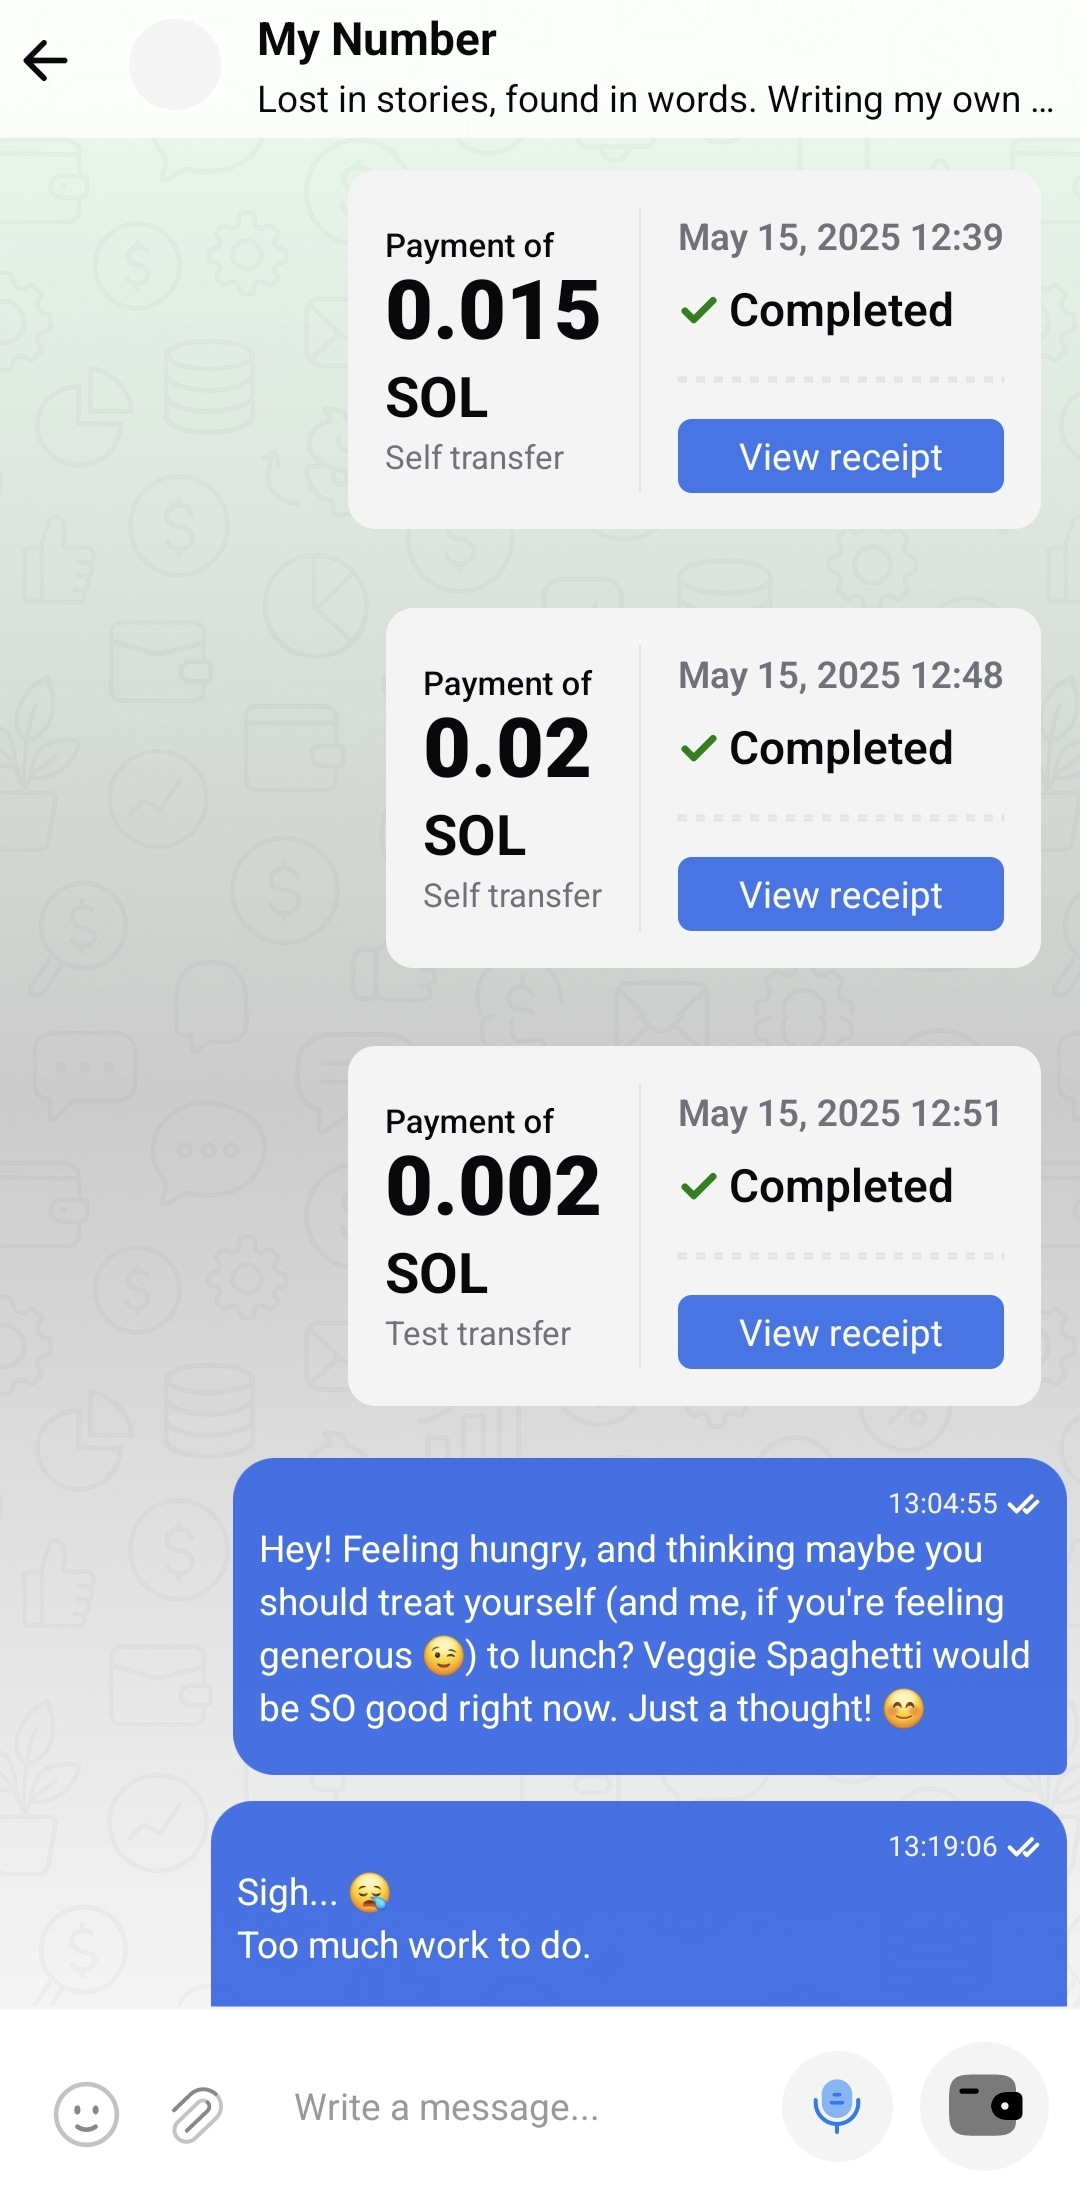 My Number
Lost in stories, found in words. Writing my own ...
Payment of
0.015
SOL
Self transfer
May 15, 2025 12:39
Completed
View receipt
Payment of
0.02
SOL
Self transfer
May 15, 2025 12:48
Completed
View receipt
Payment of
0.002
SOL
Test transfer
May 15, 2025 12:51
Completed
View receipt
13:04:55
Hey! Feeling hungry, and thinking maybe you
should treat yourself (and me, if you're feeling
generous 😉) to lunch? Veggie Spaghetti would
be SO good right now. Just a thought! 😊
13:19:06
Sigh... 😪
Too much work to do.
Write a message...